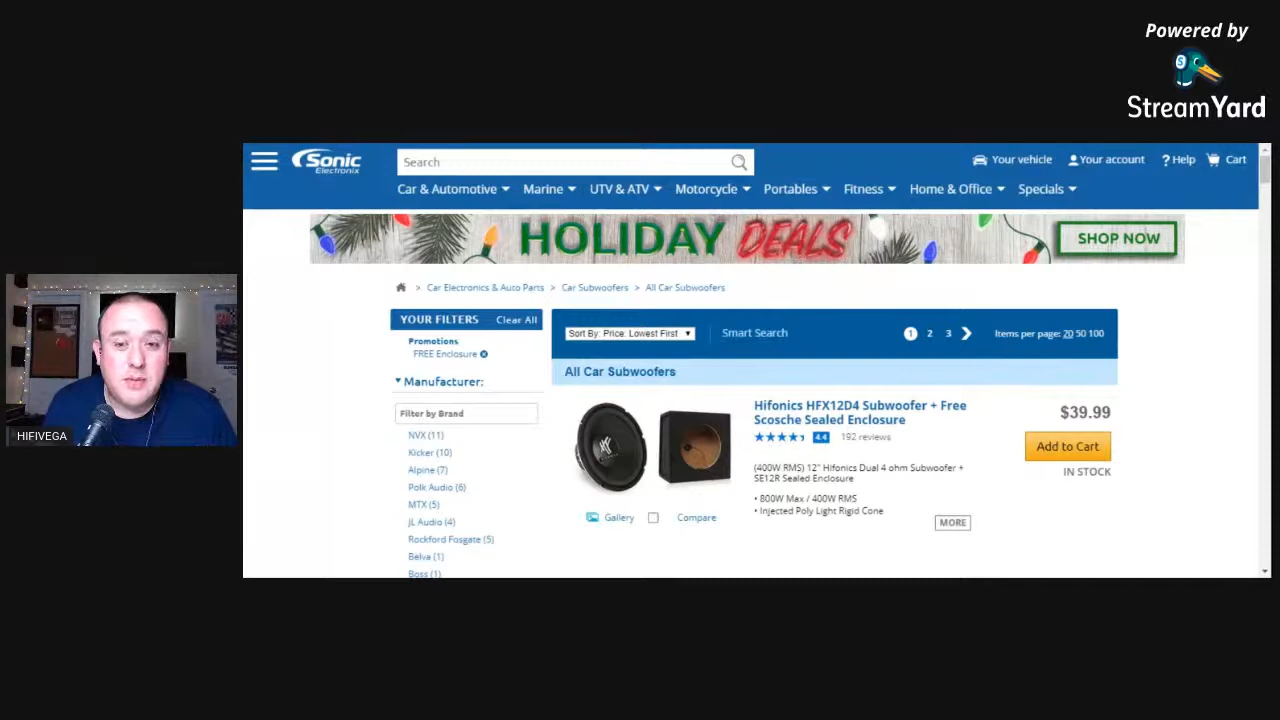 Powered by
StreamYard
Sonic
Electronix
Search
Your vehicle
Your account
? Help
Cart
Car & Automotive
Marine
UTV & ATV
Motorcycle
Portables
Fitness
Home & Office
Specials
HOLIDAY DEALS
SHOP NOW
> Car Electronics & Auto Parts > Car Subwoofers > All Car Subwoofers
YOUR FILTERS
Clear All
Promotions
FREE Enclosure
Manufacturer:
Filter by Brand
NVX (11)
Kicker (10)
Alpine (7)
Polk Audio (6)
MTX (5)
JL Audio (4)
Rockford Fosgate (5)
Belva (1)
Boss (1)
Sort By: Price: Lowest First
Smart Search
1 2 3
Items per page: 20 50 100
All Car Subwoofers
Hifonics HFX12D4 Subwoofer + Free
Scosche Sealed Enclosure
4.4
192 reviews
(400W RMS) 12" Hifonics Dual 4 ohm Subwoofer +
SE12R Sealed Enclosure
• 800W Max / 400W RMS
• Injected Poly Light Rigid Cone
MORE
Gallery
Compare
$39.99
Add to Cart
IN STOCK
HIFIVEGA